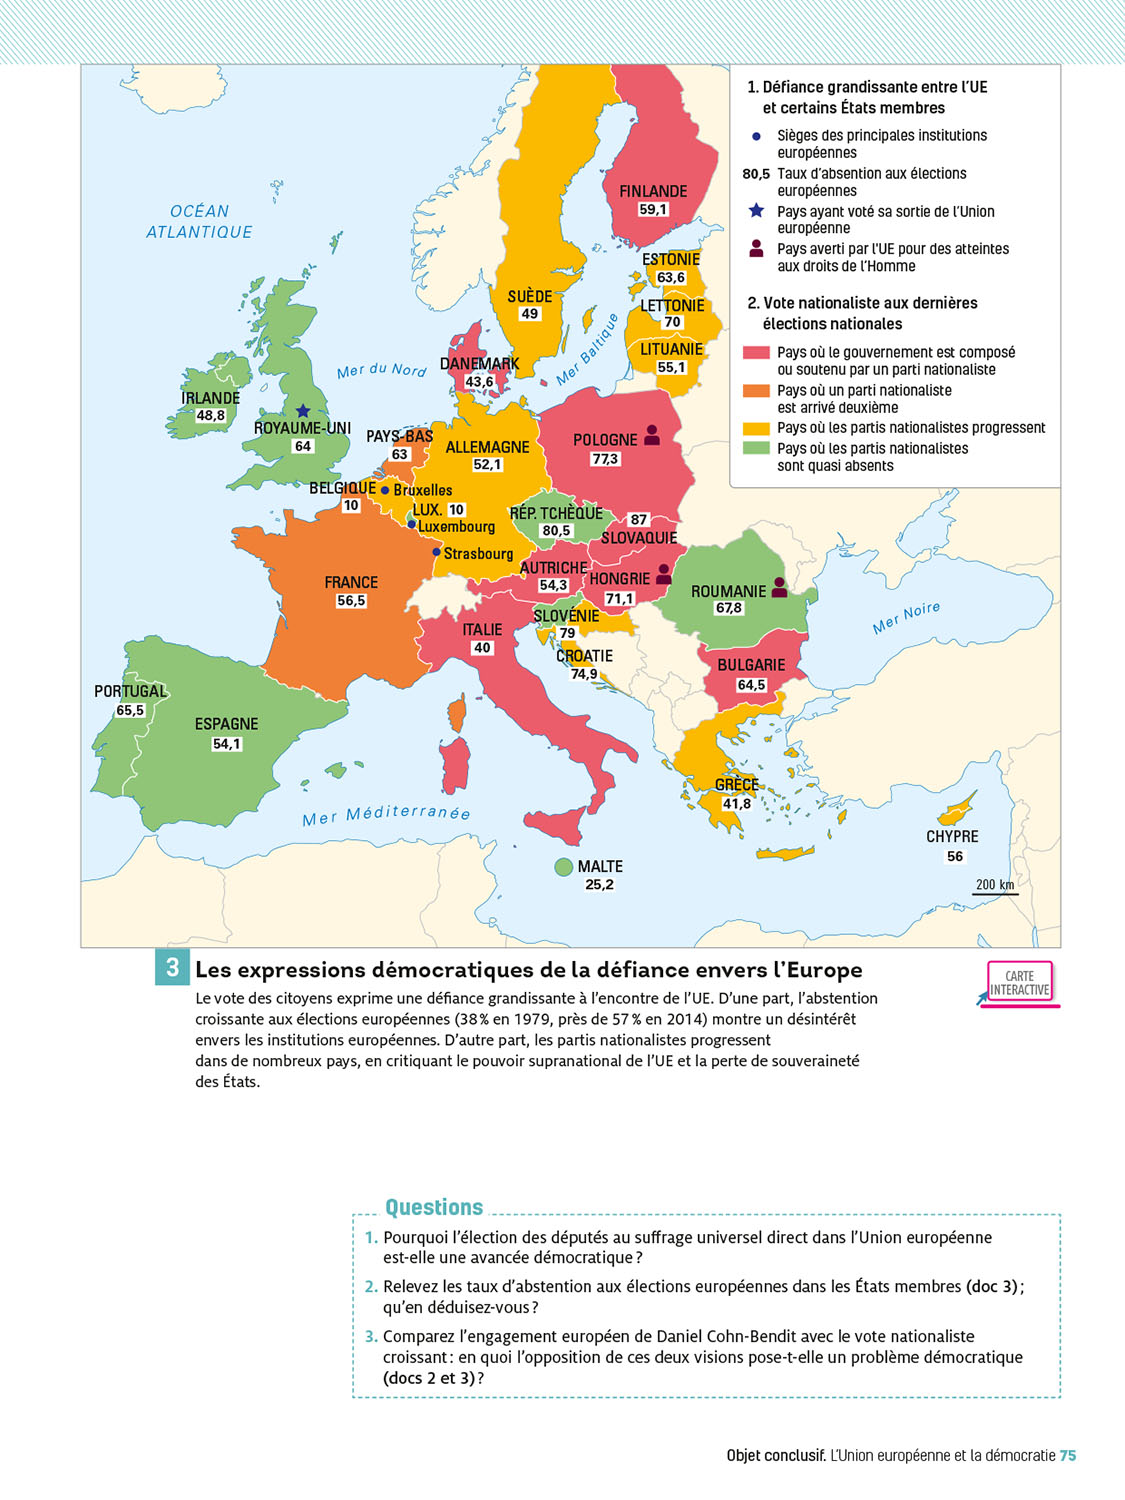 1. Défiance grandissante entre l'UE
et certains États membres
Sièges des principales institutions
européennes
80,5 Taux d'absention aux élections
européennes
Pays ayant voté sa sortie de l'Union
européenne
Pays averti par l'UE pour des atteintes
aux droits de l'Homme
2. Vote nationaliste aux dernières
élections nationales
Pays où le gouvernement est composé
ou soutenu par un parti nationaliste
Pays où un parti nationaliste
est arrivé deuxième
Pays où les partis nationalistes progressent
Pays où les partis nationalistes
sont quasi absents
OCÉAN
ATLANTIQUE
FINLANDE
59,1
ESTONIE
63,6
SUÈDE
49
LETTONIE
70
LITUANIE
55,1
Mer Baltique
Mer du Nord
DANEMARK
43,6
IRLANDE
48,8
ROYAUME-UNI
64
PAYS-BAS
63
ALLEMAGNE
52,1
POLOGNE
77,3
BELGIQUE
10
Bruxelles
LUX. 10
Luxembourg
RÉP. TCHÈQUE
80,5
87
SLOVAQUIE
Strasbourg
FRANCE
56,5
AUTRICHE
54,3
HONGRIE
71,1
ROUMANIE
67,8
Mer Noire
SLOVÉNIE
79
ITALIE
40
CROATIE
74,9
BULGARIE
64,5
PORTUGAL
65,5
ESPAGNE
54,1
GRÈCE
41,8
Mer Méditerranée
CHYPRE
56
MALTE
25,2
200 km
3 Les expressions démocratiques de la défiance envers l'Europe
CARTE
INTERACTIVE
Le vote des citoyens exprime une défiance grandissante à l'encontre de l'UE. D'une part, l'abstention
croissante aux élections européennes (38 % en 1979, près de 57 % en 2014) montre un désintérêt
envers les institutions européennes. D'autre part, les partis nationalistes progressent
dans de nombreux pays, en critiquant le pouvoir supranational de l'UE et la perte de souveraineté
des États.
Questions
1. Pourquoi l'élection des députés au suffrage universel direct dans l'Union européenne
est-elle une avancée démocratique ?
2. Relevez les taux d'abstention aux élections européennes dans les États membres (doc 3) ;
qu'en déduisez-vous ?
3. Comparez l'engagement européen de Daniel Cohn-Bendit avec le vote nationaliste
croissant : en quoi l'opposition de ces deux visions pose-t-elle un problème démocratique
(docs 2 et 3) ?
Objet conclusif. L'Union européenne et la démocratie 75